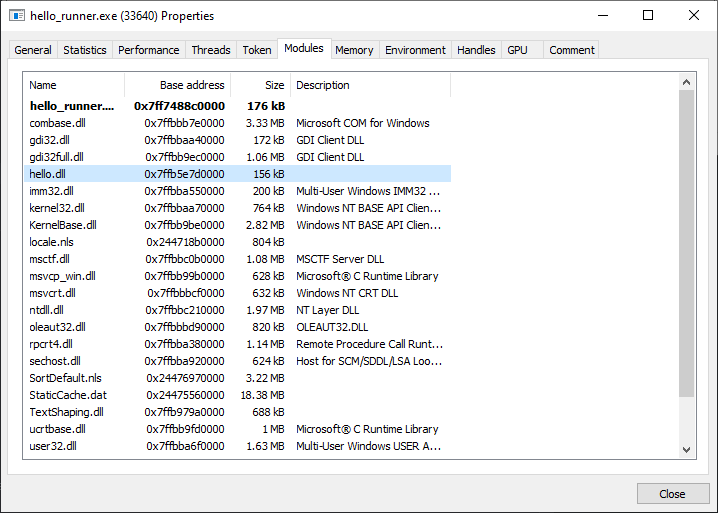 hello_runner.exe (33640) Properties
General Statistics Performance Threads Token Modules Memory Environment Handles GPU Comment
Name Base address Size Description
hello_runner.... 0x7ff7488c0000 176 kB
combase.dll 0x7ffbbb7e0000 3.33 MB Microsoft COM for Windows
gdi32.dll 0x7ffbbaa40000 172 kB GDI Client DLL
gdi32full.dll 0x7ffbb9ec0000 1.06 MB GDI Client DLL
hello.dll 0x7ffb5e7d0000 156 kB
imm32.dll 0x7ffbba550000 200 kB Multi-User Windows IMM32 ...
kernel32.dll 0x7ffbbaa70000 764 kB Windows NT BASE API Clien...
KernelBase.dll 0x7ffbb9be0000 2.82 MB Windows NT BASE API Clien...
locale.nls 0x244718b0000 804 kB
msctf.dll 0x7ffbbc0b0000 1.08 MB MSCTF Server DLL
msvcp_win.dll 0x7ffbb99b0000 628 kB Microsoft® C Runtime Library
msvcrt.dll 0x7ffbbbcf0000 632 kB Windows NT CRT DLL
ntdll.dll 0x7ffbbc210000 1.97 MB NT Layer DLL
oleaut32.dll 0x7ffbbbd90000 820 kB OLEAUT32.DLL
rpcrt4.dll 0x7ffbba380000 1.14 MB Remote Procedure Call Runt...
sechost.dll 0x7ffbba920000 624 kB Host for SCM/SDDL/LSA Loo...
SortDefault.nls 0x24476970000 3.22 MB
StaticCache.dat 0x24475560000 18.38 MB
TextShaping.dll 0x7ffb979a0000 688 kB
ucrtbase.dll 0x7ffbb9fd0000 1 MB Microsoft® C Runtime Library
user32.dll 0x7ffbba6f0000 1.63 MB Multi-User Windows USER A...
Close